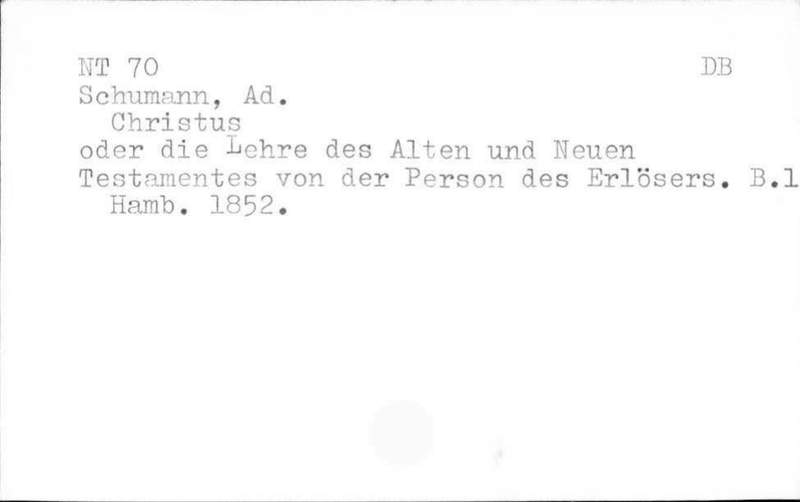 NT 70 DB
Schumann, Ad.
Christus
oder die Lehre des Alten und Neuen
Testamentes von der Person des Erlösers. B.1
Hamb. 1852.